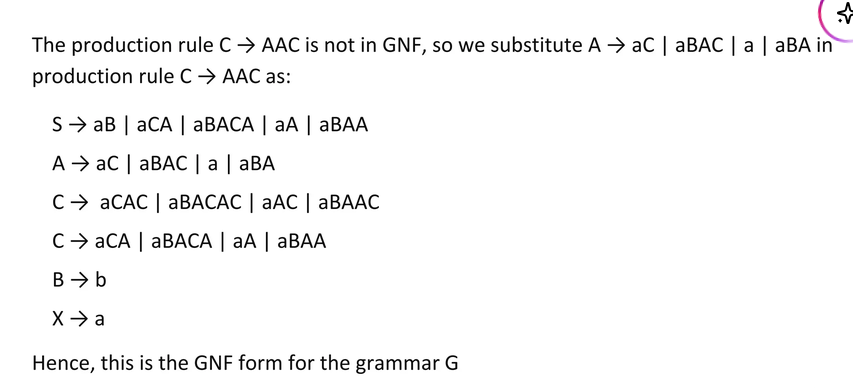 The production rule C → AAC is not in GNF, so we substitute A → aC | aBAC | a | aBA in
production rule C → AAC as:
S → aB | aCA | aBACA | aA | aBAA
A → aC | aBAC | a | aBA
C → aCAC | aBACAC | aAC | aBAAC
C → aCA | aBACA | aA | aBAA
B → b
X → a
Hence, this is the GNF form for the grammar G